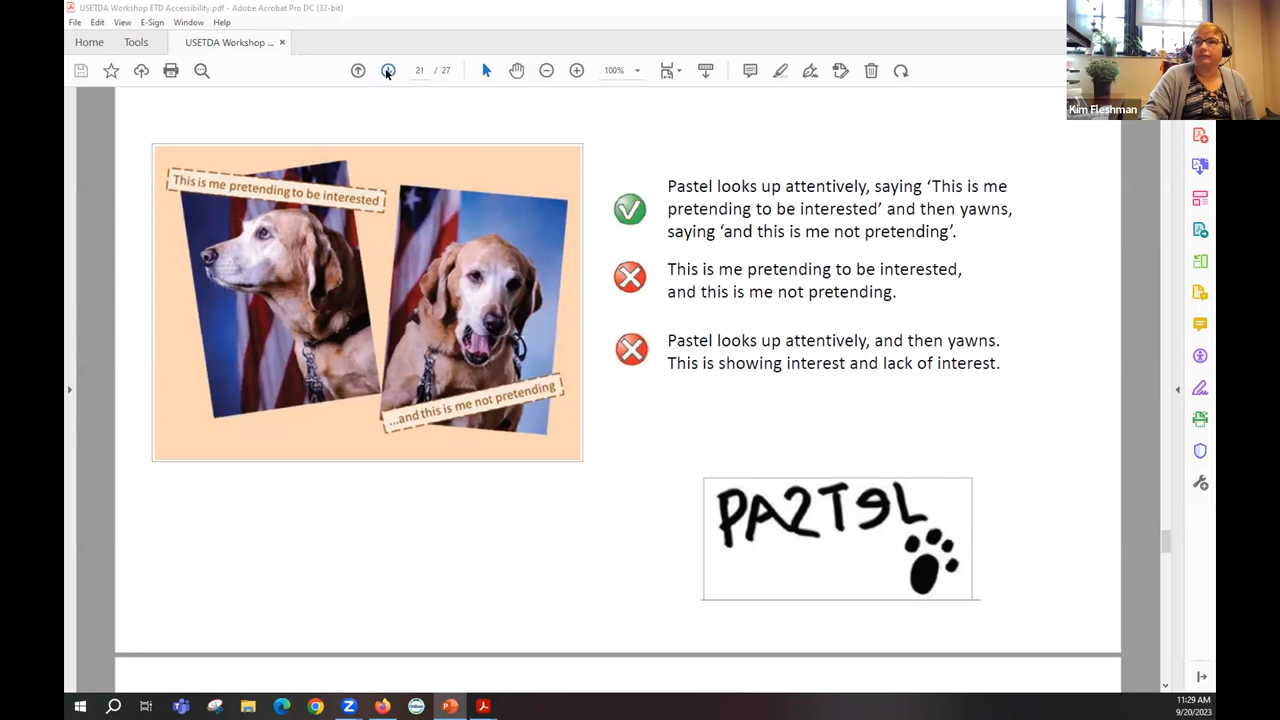 USETDA Workshop ETD Accessibility.pdf - Adobe Acrobat Pro DC (32-bit)
File Edit View E-Sign Window Help
Home Tools USETDA Workshop ... ×
21 / 27 100%
Kim Fleshman
This is me pretending to be interested
...and this is me not pretending
Pastel looks up attentively, saying ‘This is me
pretending to be interested’ and then yawns,
saying ‘and this is me not pretending’.
This is me pretending to be interested,
and this is me not pretending.
Pastel looks up attentively, and then yawns.
This is showing interest and lack of interest.
PASTEL
11:29 AM
9/20/2023